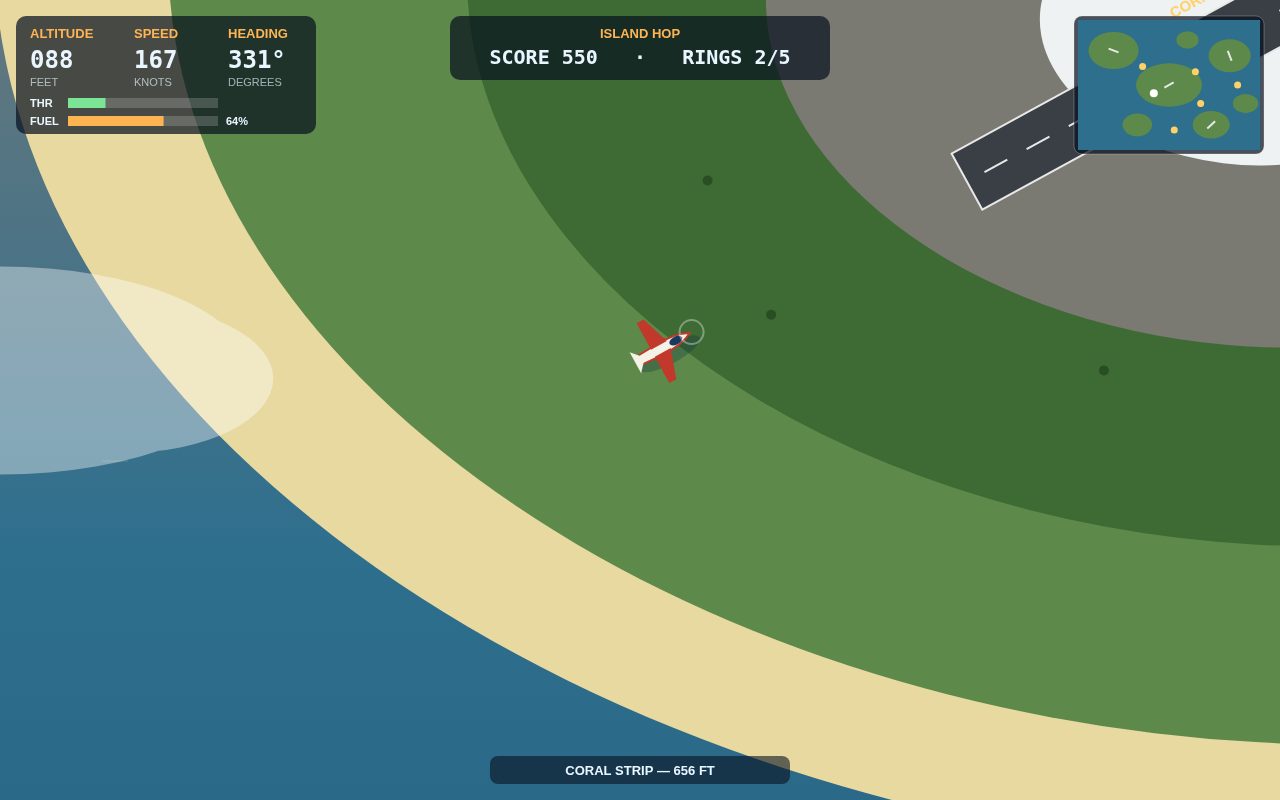 ALTITUDE SPEED HEADING
088 167 331°
FEET KNOTS DEGREES
THR
FUEL 64%
ISLAND HOP
SCORE 550 · RINGS 2/5
CORAL STRIP — 656 FT